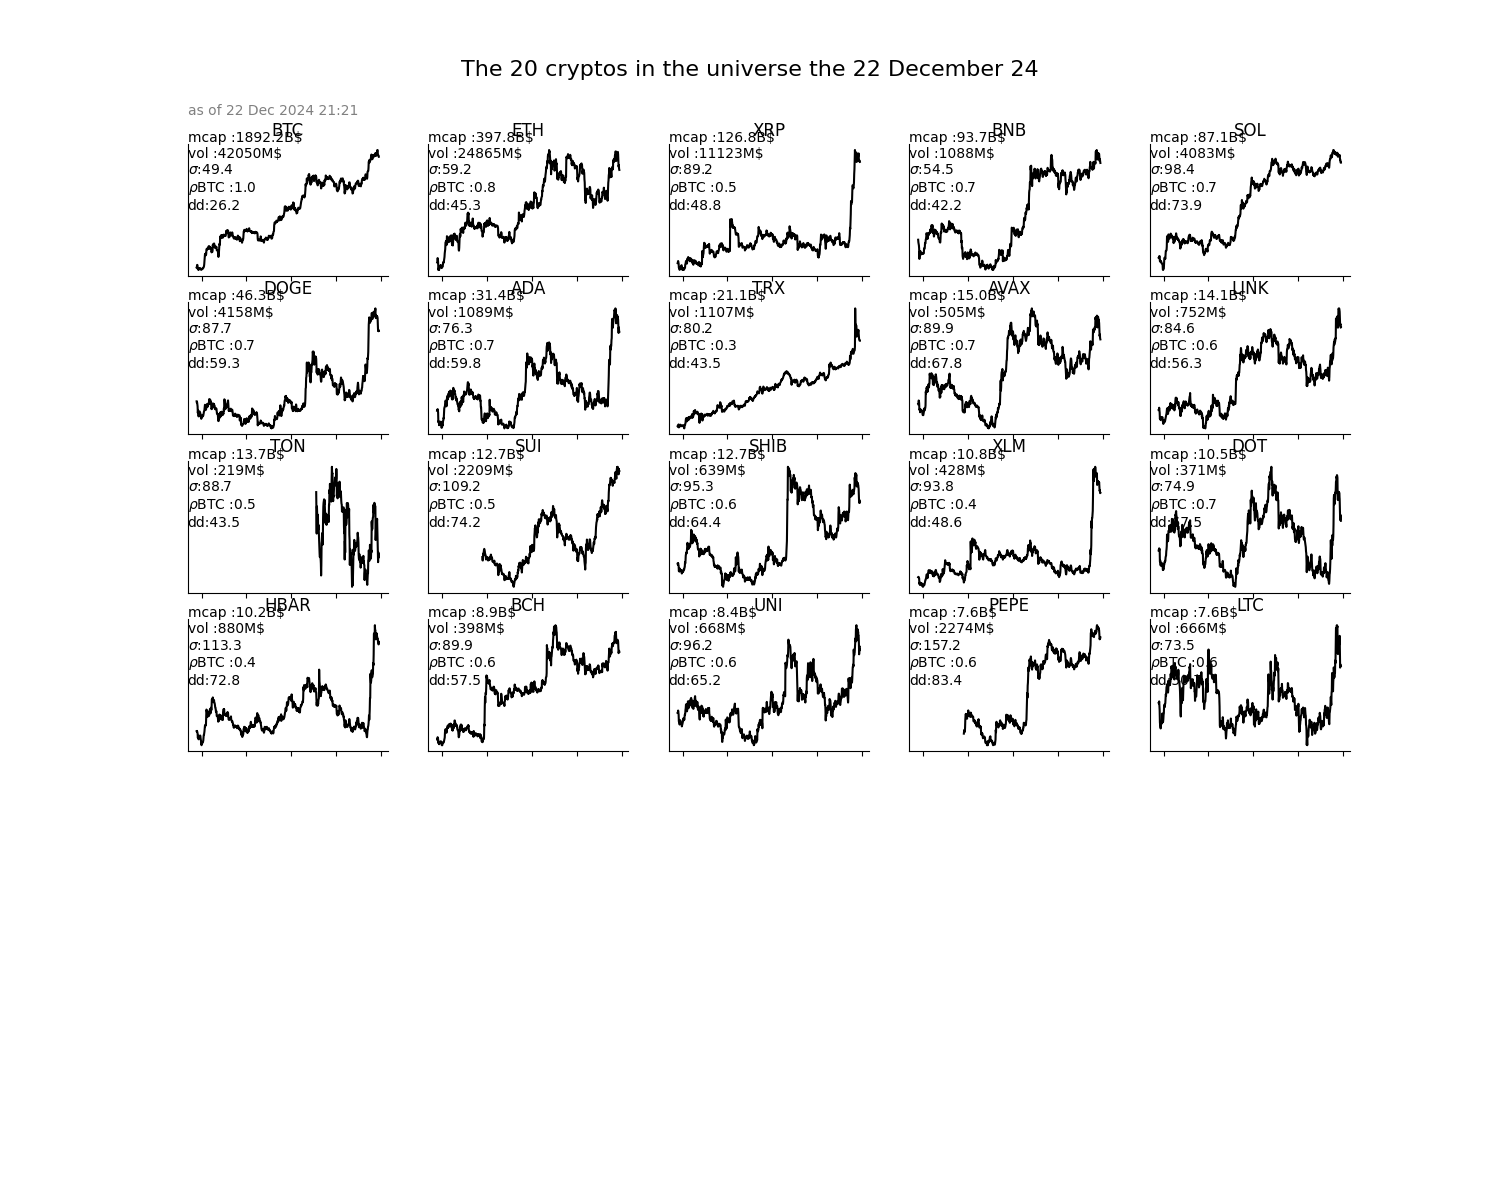 The 20 cryptos in the universe the 22 December 24
as of 22 Dec 2024 21:21
BTC
mcap :1892.2B$
vol :42050M$
σ:49.4
ρBTC :1.0
dd:26.2
ETH
mcap :397.8B$
vol :24865M$
σ:59.2
ρBTC :0.8
dd:45.3
XRP
mcap :126.8B$
vol :11123M$
σ:89.2
ρBTC :0.5
dd:48.8
BNB
mcap :93.7B$
vol :1088M$
σ:54.5
ρBTC :0.7
dd:42.2
SOL
mcap :87.1B$
vol :4083M$
σ:98.4
ρBTC :0.7
dd:73.9
DOGE
mcap :46.3B$
vol :4158M$
σ:87.7
ρBTC :0.7
dd:59.3
ADA
mcap :31.4B$
vol :1089M$
σ:76.3
ρBTC :0.7
dd:59.8
TRX
mcap :21.1B$
vol :1107M$
σ:80.2
ρBTC :0.3
dd:43.5
AVAX
mcap :15.0B$
vol :505M$
σ:89.9
ρBTC :0.7
dd:67.8
LINK
mcap :14.1B$
vol :752M$
σ:84.6
ρBTC :0.6
dd:56.3
TON
mcap :13.7B$
vol :219M$
σ:88.7
ρBTC :0.5
dd:43.5
SUI
mcap :12.7B$
vol :2209M$
σ:109.2
ρBTC :0.5
dd:74.2
SHIB
mcap :12.7B$
vol :639M$
σ:95.3
ρBTC :0.6
dd:64.4
XLM
mcap :10.8B$
vol :428M$
σ:93.8
ρBTC :0.4
dd:48.6
DOT
mcap :10.5B$
vol :371M$
σ:74.9
ρBTC :0.7
HBAR
mcap :10.2B$
vol :880M$
σ:113.3
ρBTC :0.4
dd:72.8
BCH
mcap :8.9B$
vol :398M$
σ:89.9
ρBTC :0.6
dd:57.5
UNI
mcap :8.4B$
vol :668M$
σ:96.2
ρBTC :0.6
dd:65.2
PEPE
mcap :7.6B$
vol :2274M$
σ:157.2
ρBTC :0.6
dd:83.4
LTC
mcap :7.6B$
vol :666M$
σ:73.5
ρBTC :0.6